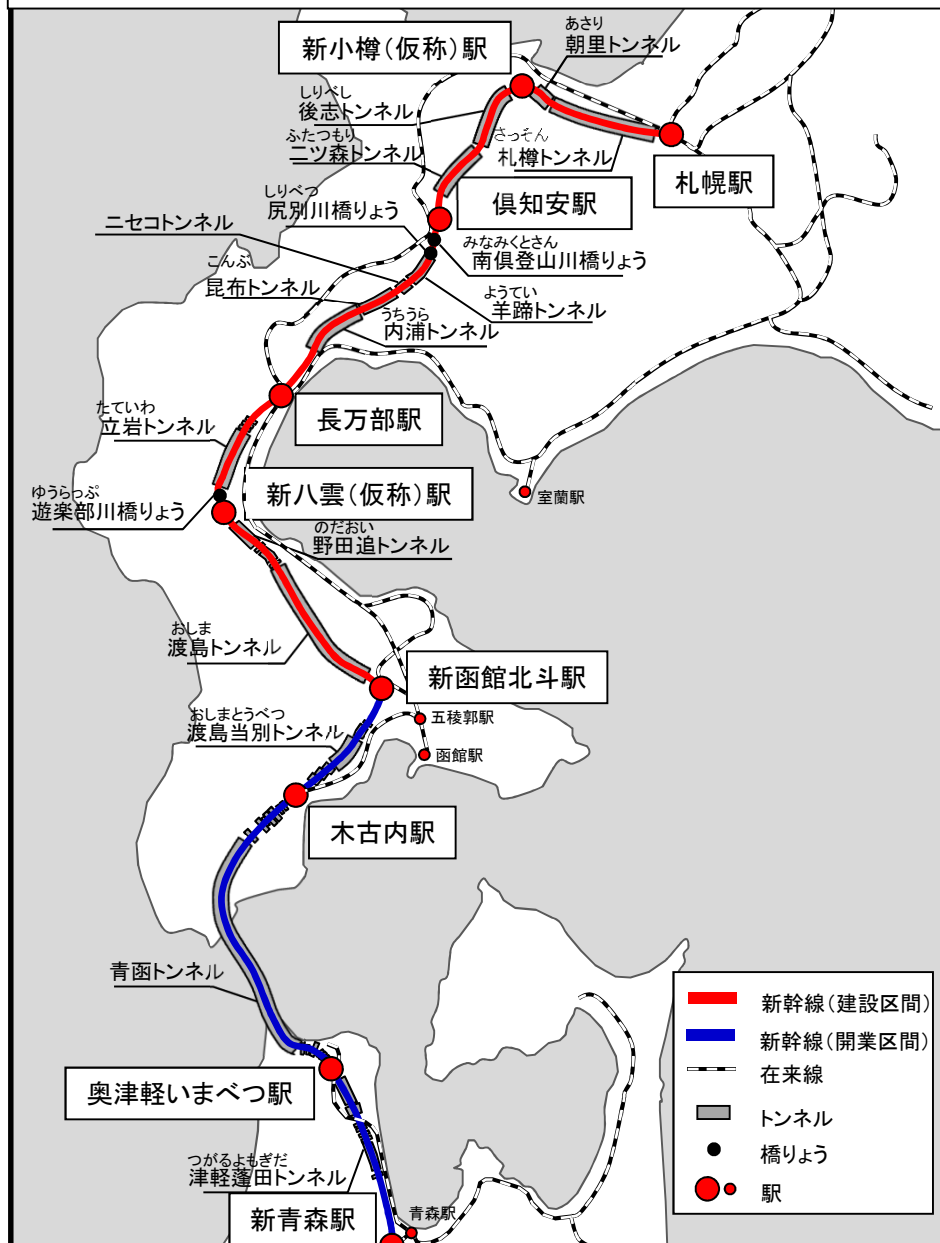 新小樽(仮称)駅
あさり
朝里トンネル
しりべし
後志トンネル
ふたつもり
二ツ森トンネル
さっそん
札樽トンネル
札幌駅
しりべつ
尻別川橋りょう
倶知安駅
ニセコトンネル
みなみくとさん
南倶登山川橋りょう
こんぶ
昆布トンネル
ようてい
羊蹄トンネル
うちうら
内浦トンネル
長万部駅
たていわ
立岩トンネル
ゆうらっぷ
遊楽部川橋りょう
新八雲(仮称)駅
室蘭駅
のだおい
野田追トンネル
おしま
渡島トンネル
新函館北斗駅
おしまとうべつ
渡島当別トンネル
五稜郭駅
函館駅
木古内駅
青函トンネル
奥津軽いまべつ駅
つがるよもぎだ
津軽蓬田トンネル
新青森駅
青森駅
新幹線(建設区間)
新幹線(開業区間)
在来線
トンネル
橋りょう
駅